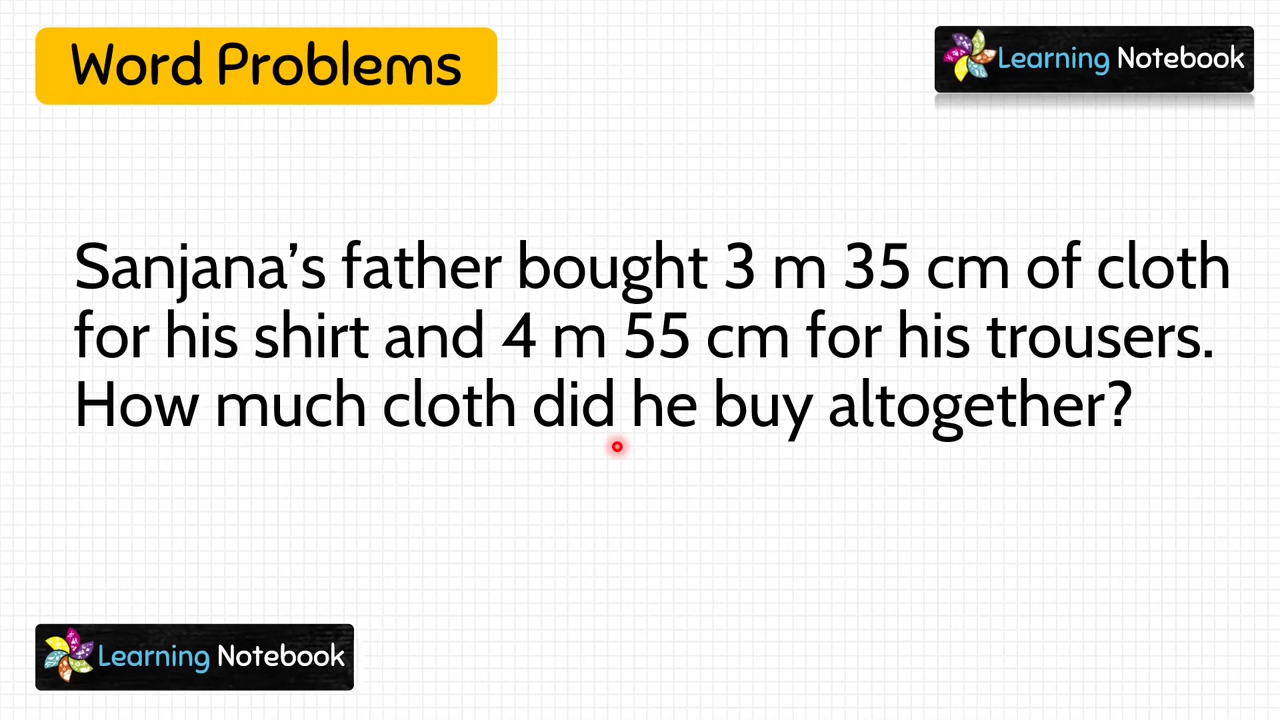 Word Problems
Learning Notebook
Sanjana’s father bought 3 m 35 cm of cloth
for his shirt and 4 m 55 cm for his trousers.
How much cloth did he buy altogether?
Learning Notebook